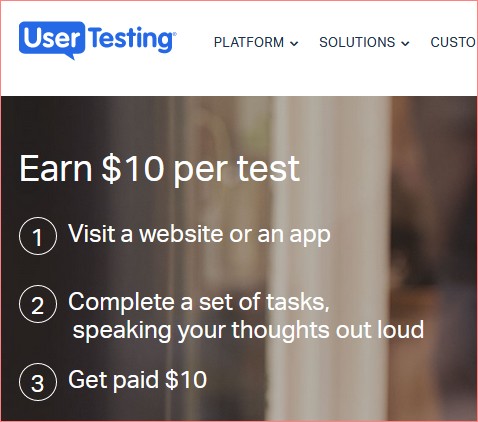 UserTesting®
PLATFORM SOLUTIONS CUSTO
Earn $10 per test
1 Visit a website or an app
2 Complete a set of tasks,
speaking your thoughts out loud
3 Get paid $10